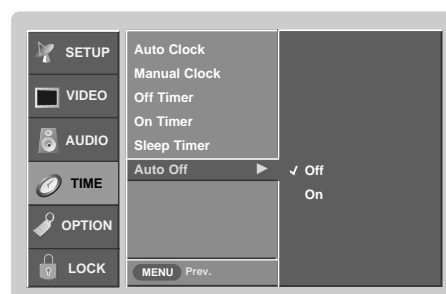 SETUP
VIDEO
AUDIO
TIME
OPTION
LOCK
Auto Clock
Manual Clock
Off Timer
On Timer
Sleep Timer
Auto Off
Off
On
MENU Prev.